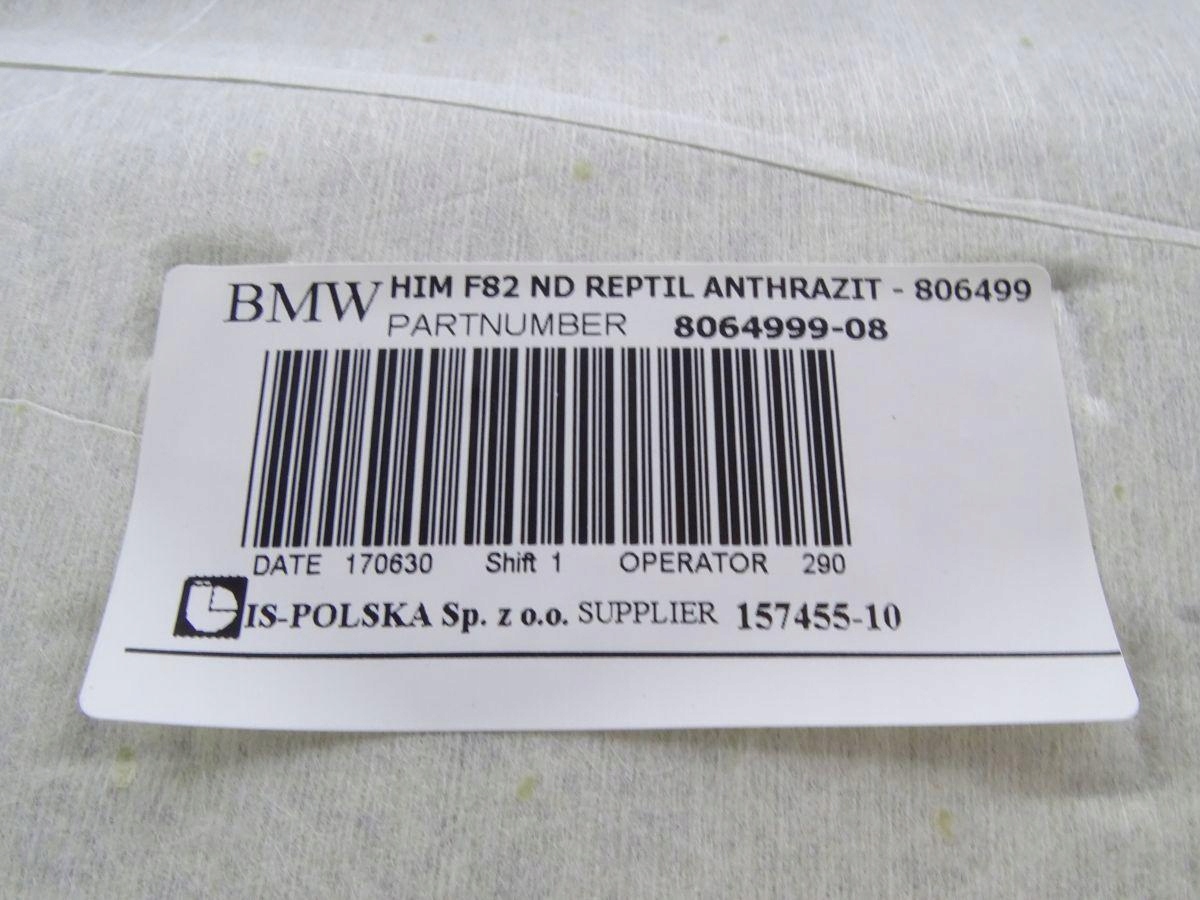 BMW HIM F82 ND REPTIL ANTHRAZIT - 806499
PARTNUMBER 8064999-08
DATE 170630 Shift 1 OPERATOR 290
IS-POLSKA Sp. z o.o. SUPPLIER 157455-10